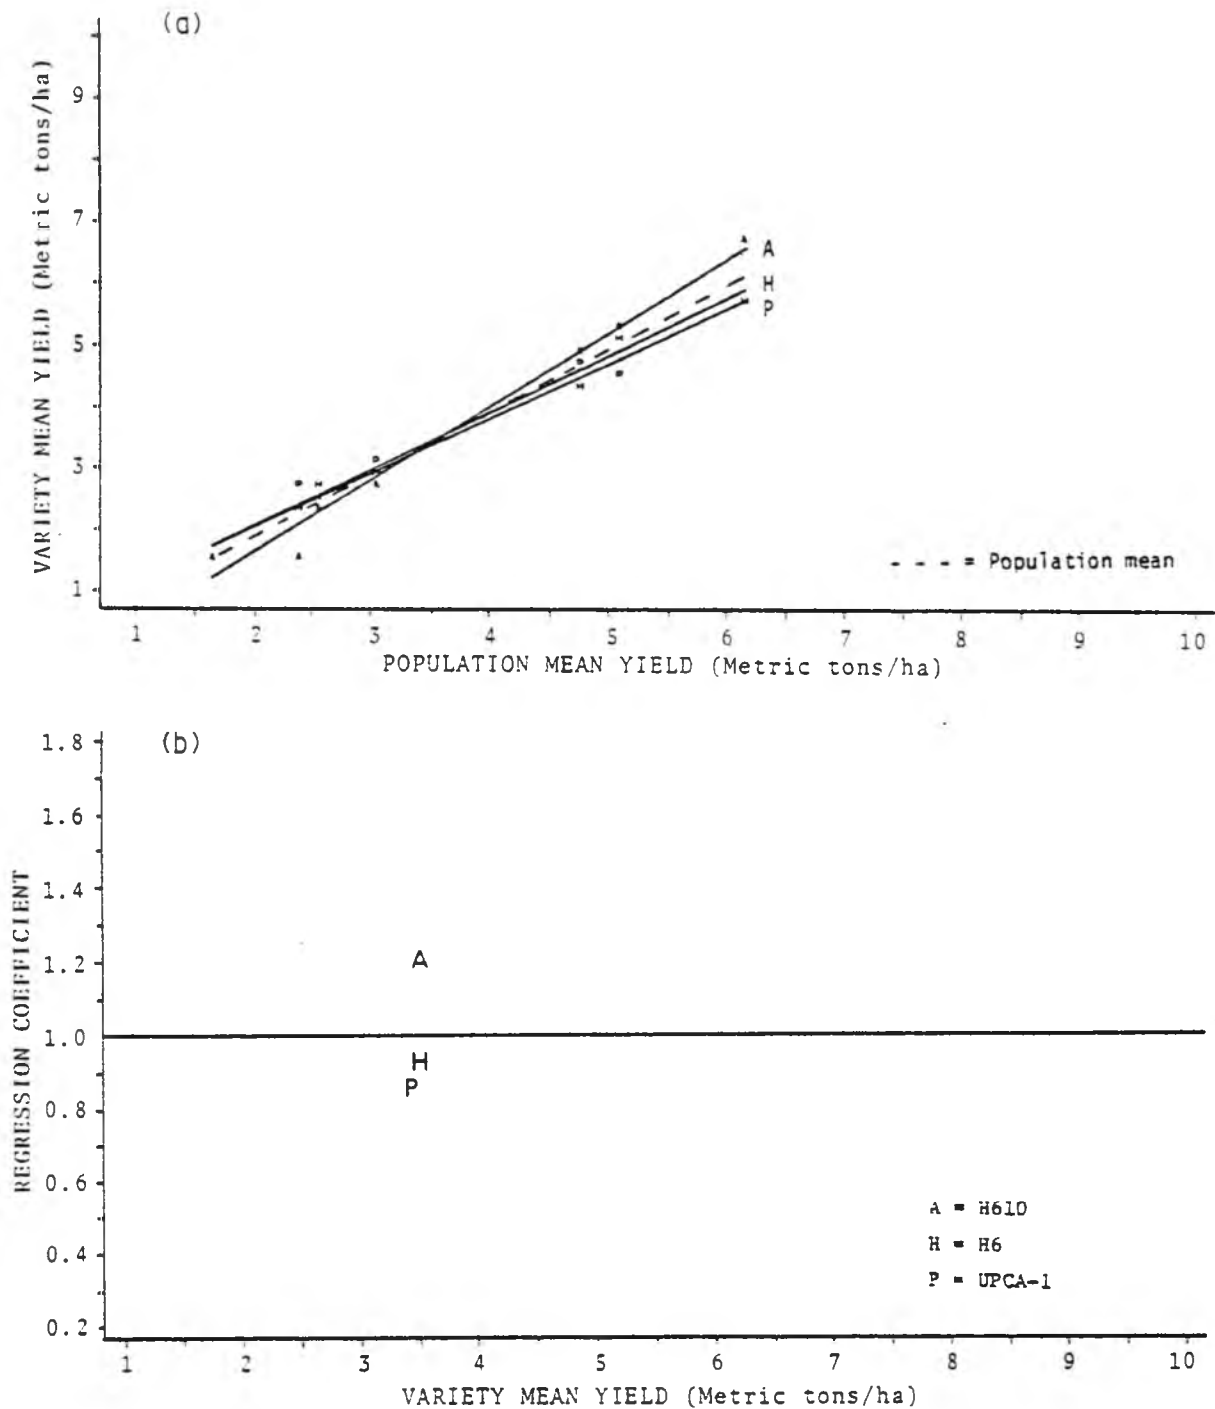 (a)
VARIETY MEAN YIELD (Metric tons/ha)
9
7
5
3
1
A
H
P
- - - = Population mean
1 2 3 4 5 6 7 8 9 10
POPULATION MEAN YIELD (Metric tons/ha)
(b)
REGRESSION COEFFICIENT
1.8
1.6
1.4
1.2
1.0
0.8
0.6
0.4
0.2
A
H
P
A = H610
H = H6
P = UPCA-1
1 2 3 4 5 6 7 8 9 10
VARIETY MEAN YIELD (Metric tons/ha)